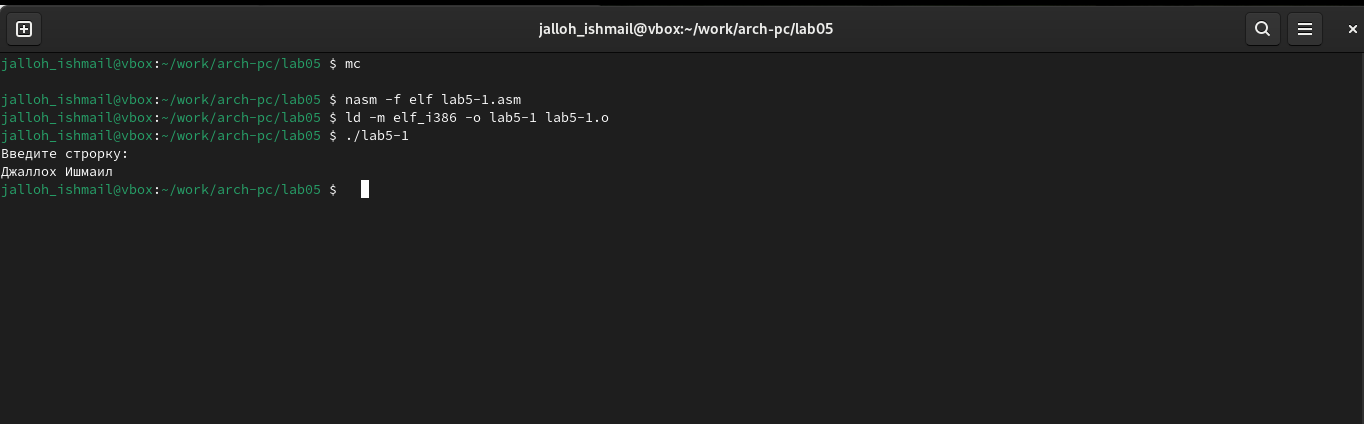 jalloh_ishmail@vbox:~/work/arch-pc/lab05
jalloh_ishmail@vbox:~/work/arch-pc/lab05 $ mc
jalloh_ishmail@vbox:~/work/arch-pc/lab05 $ nasm -f elf lab5-1.asm
jalloh_ishmail@vbox:~/work/arch-pc/lab05 $ ld -m elf_i386 -o lab5-1 lab5-1.o
jalloh_ishmail@vbox:~/work/arch-pc/lab05 $ ./lab5-1
Введите строрку:
Джаллох Ишмаил
jalloh_ishmail@vbox:~/work/arch-pc/lab05 $